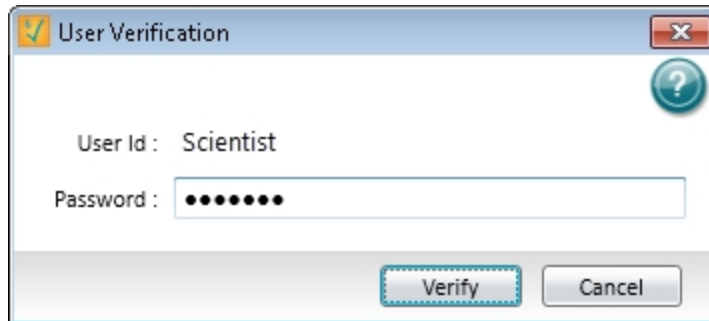 User Verification
?
User Id : Scientist
Password : •••••••
Verify Cancel